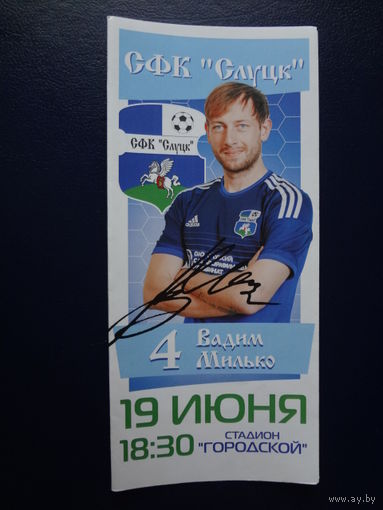 СФК "Слуцк"
СФК "Слуцк"
adidas
4
Вадим
Милько
19 ИЮНЯ
18:30
СТАДИОН
"ГОРОДСКОЙ"
www.ay.by